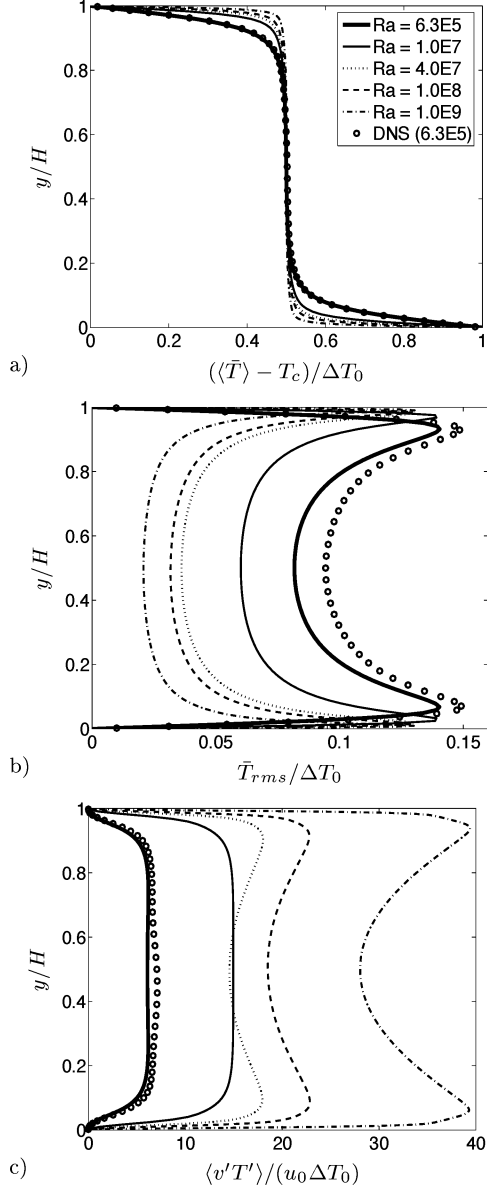 1
0.8
0.6
0.4
0.2
0
y/H
Ra = 6.3E5
Ra = 1.0E7
Ra = 4.0E7
Ra = 1.0E8
Ra = 1.0E9
DNS (6.3E5)
0 0.2 0.4 0.6 0.8 1
a)
(⟨T̄⟩ − T_c)/ΔT_0
1
0.8
0.6
0.4
0.2
0
y/H
0 0.05 0.1 0.15
b)
T̄_rms/ΔT_0
1
0.8
0.6
0.4
0.2
0
y/H
0 10 20 30 40
c)
⟨v′T′⟩/(u_0ΔT_0)